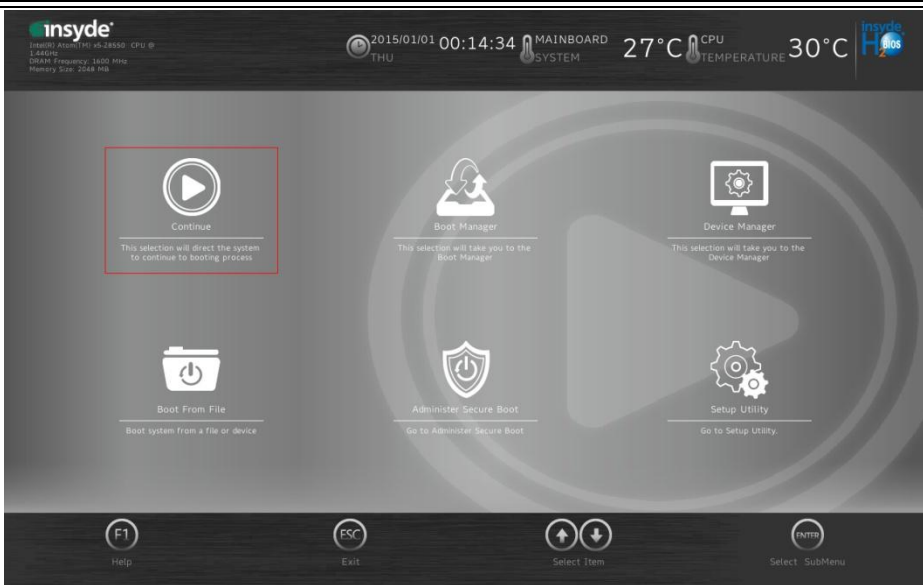 insyde®
Intel(R) Atom(TM) x5-Z8550 CPU @
1.44GHz
DRAM Frequency: 1600 MHz
Memory Size: 2048 MB
2015/01/01 00:14:34
THU
MAINBOARD
SYSTEM
27°C
CPU
TEMPERATURE
30°C
insyde
H2BIOS
Continue
This selection will direct the system
to continue to booting process
Boot Manager
This selection will take you to the
Boot Manager
Device Manager
This selection will take you to the
Device Manager
Boot From File
Boot system from a file or device
Administer Secure Boot
Go to Administer Secure Boot
Setup Utility
Go to Setup Utility.
F1
Help
ESC
Exit
Select Item
ENTER
Select SubMenu